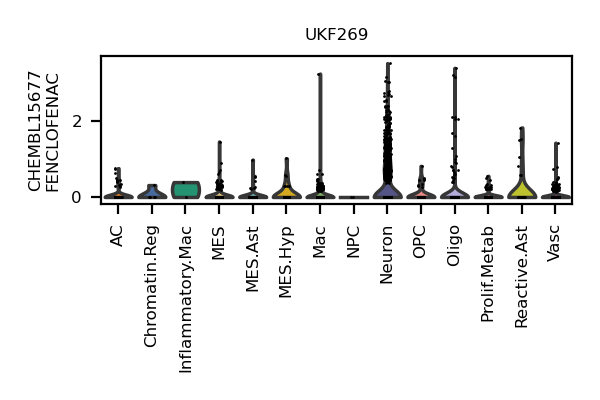 UKF269
CHEMBL15677
FENCLOFENAC
2
0
AC
Chromatin.Reg
Inflammatory.Mac
MES
MES.Ast
MES.Hyp
Mac
NPC
Neuron
OPC
Oligo
Prolif.Metab
Reactive.Ast
Vasc